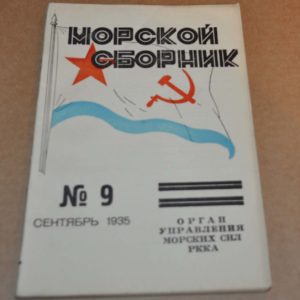 МОРСКОЙ
СБОРНИК
№ 9
СЕНТЯБРЬ 1935
ОРГАН
УПРАВЛЕНИЯ
МОРСКИХ СИЛ
РККА